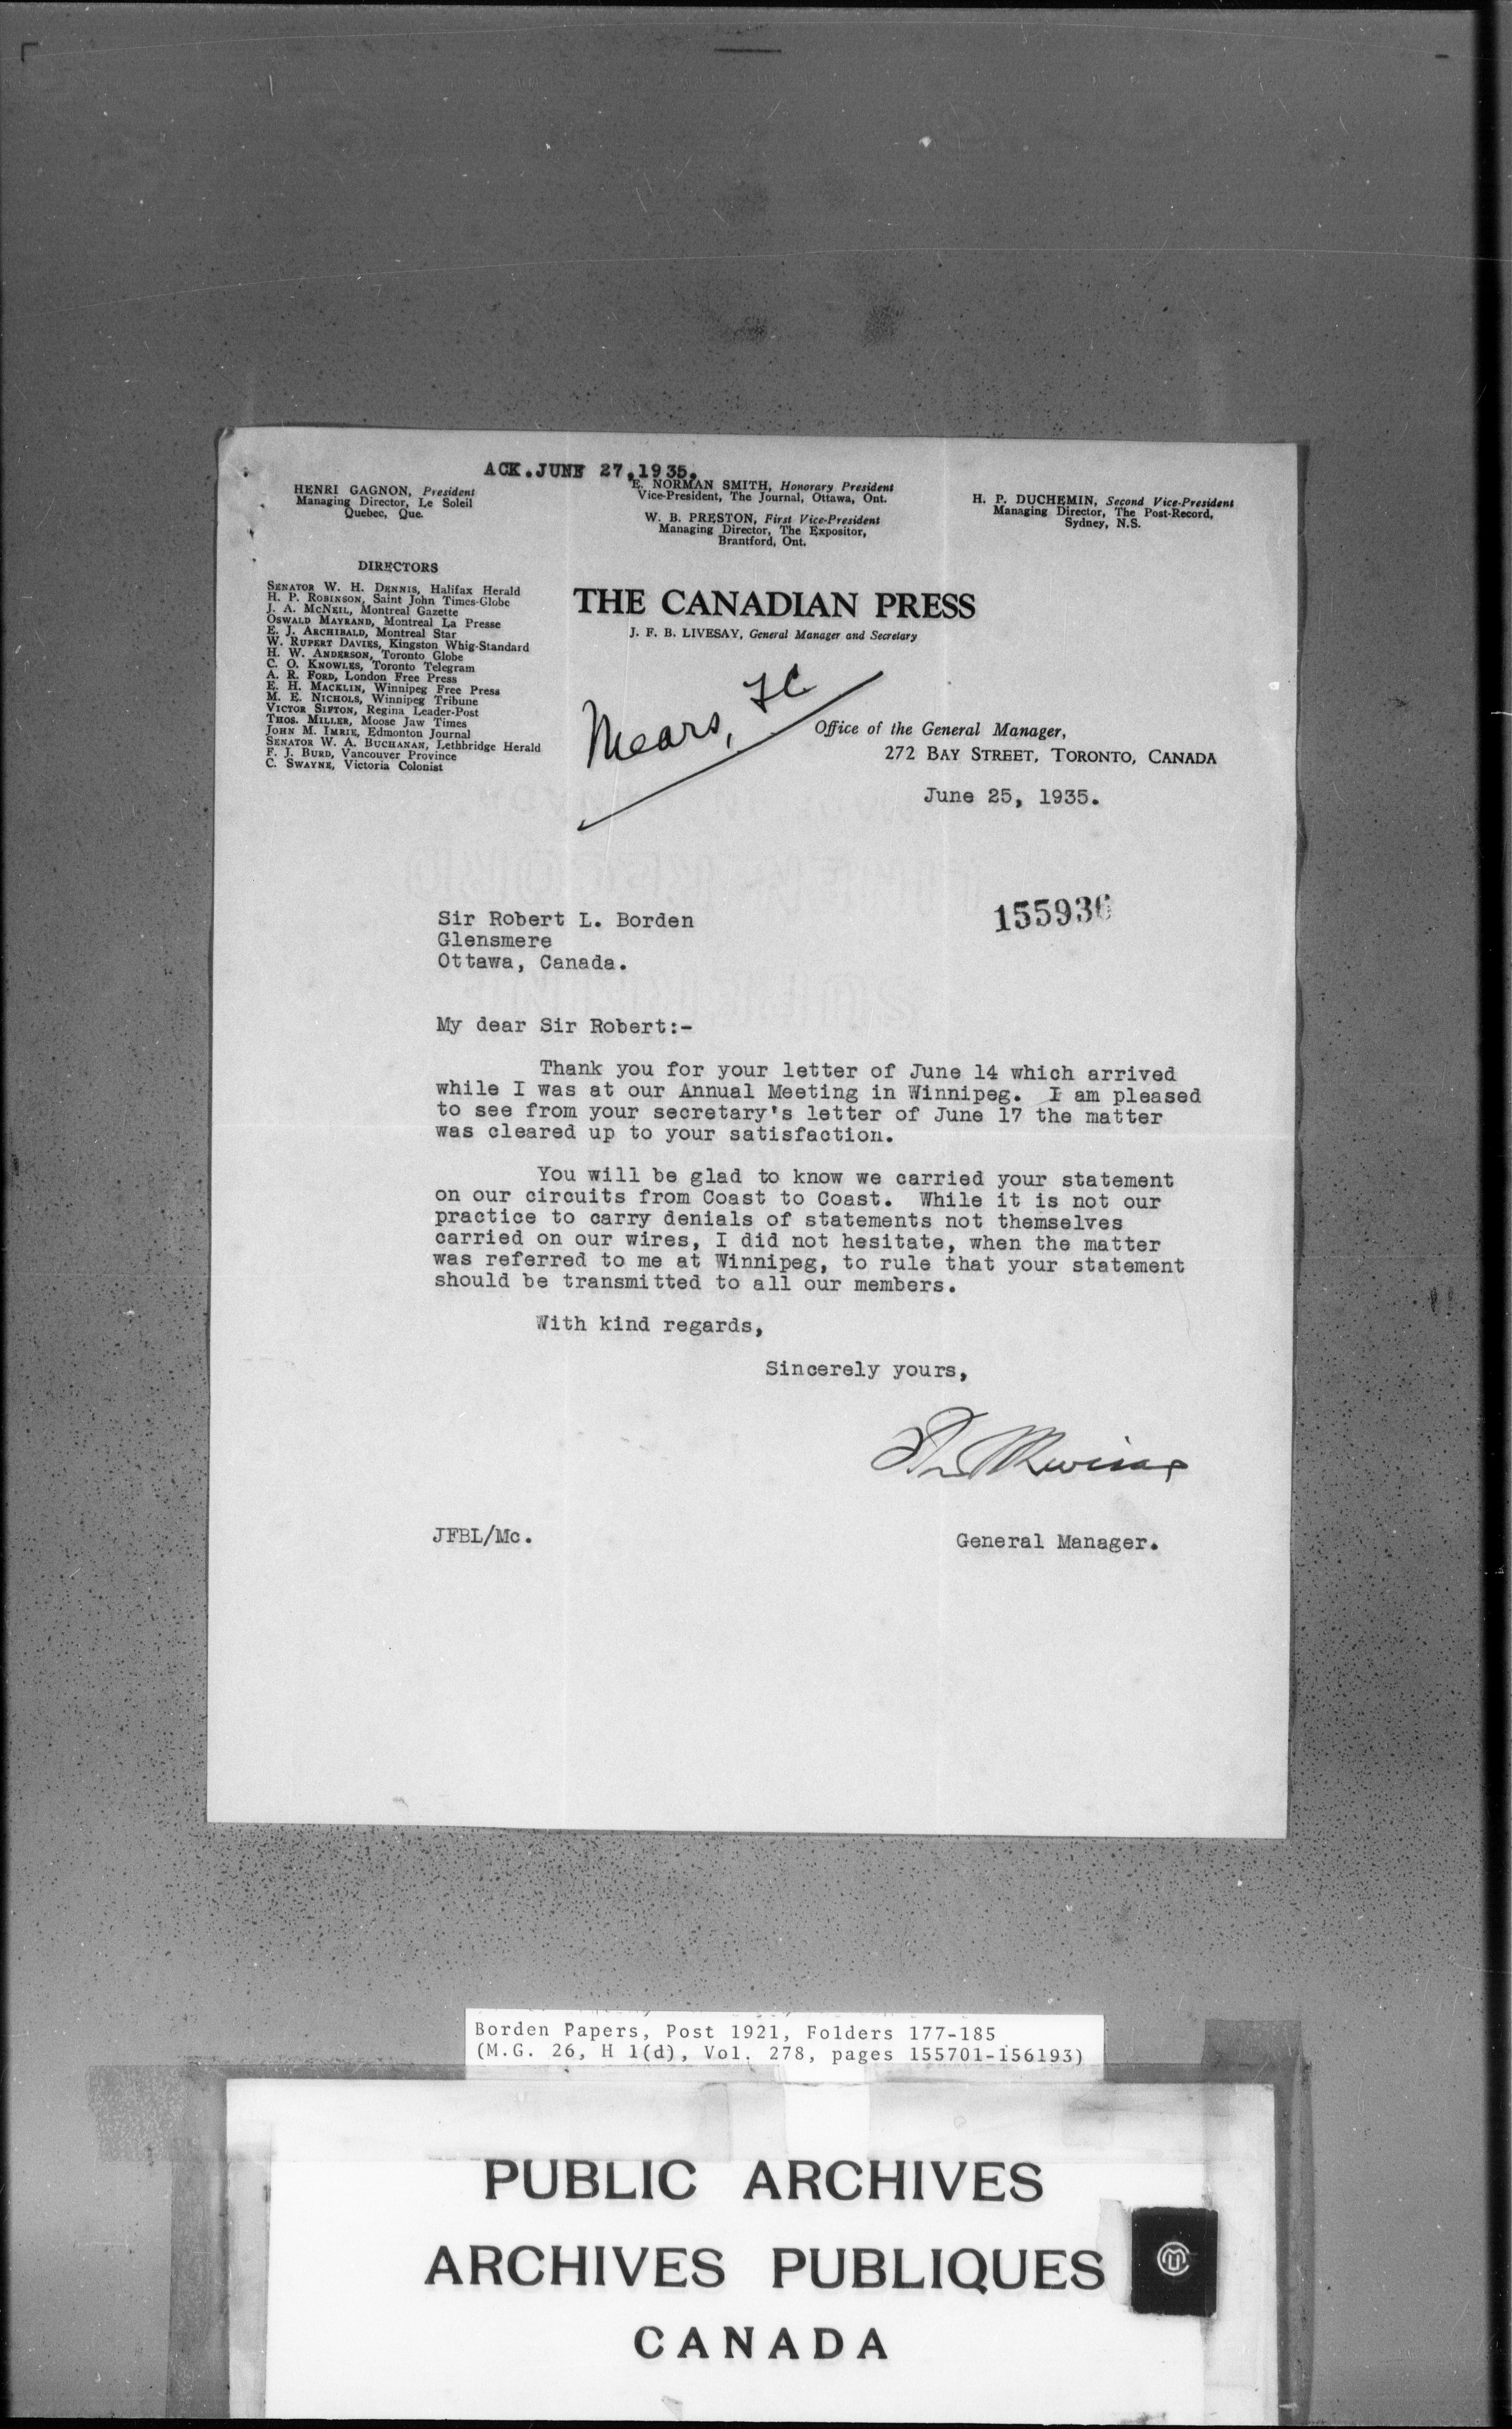 ACK.JUNE 27,1935.
HENRI GAGNON, President
Managing Director, Le Soleil
Quebec, Que.
E. NORMAN SMITH, Honorary President
Vice-President, The Journal, Ottawa, Ont.
W. B. PRESTON, First Vice-President
Managing Director, The Expositor,
Brantford, Ont.
H. P. DUCHEMIN, Second Vice-President
Managing Director, The Post-Record,
Sydney, N.S.
DIRECTORS
SENATOR W. H. DENNIS, Halifax Herald
H. P. ROBINSON, Saint John Times-Globe
J. A. MCNEIL, Montreal Gazette
OSWALD MAYRAND, Montreal La Presse
E. J. ARCHIBALD, Montreal Star
W. RUPERT DAVIES, Kingston Whig-Standard
H. W. ANDERSON, Toronto Globe
C. O. KNOWLES, Toronto Telegram
A. R. FORD, London Free Press
E. H. MACKLIN, Winnipeg Free Press
M. E. NICHOLS, Winnipeg Tribune
VICTOR SIFTON, Regina Leader-Post
THOS. MILLER, Moose Jaw Times
JOHN M. IMRIE, Edmonton Journal
SENATOR W. A. BUCHANAN, Lethbridge Herald
F. J. BURD, Vancouver Province
C. SWAYNE, Victoria Colonist
THE CANADIAN PRESS
J. F. B. LIVESAY, General Manager and Secretary
Mears,
Office of the General Manager,
272 BAY STREET, TORONTO, CANADA
June 25, 1935.
155936
Sir Robert L. Borden
Glensmere
Ottawa, Canada.
My dear Sir Robert:-
Thank you for your letter of June 14 which arrived
while I was at our Annual Meeting in Winnipeg. I am pleased
to see from your secretary's letter of June 17 the matter
was cleared up to your satisfaction.
You will be glad to know we carried your statement
on our circuits from Coast to Coast. While it is not our
practice to carry denials of statements not themselves
carried on our wires, I did not hesitate, when the matter
was referred to me at Winnipeg, to rule that your statement
should be transmitted to all our members.
With kind regards,
Sincerely yours,
JFBL/Mc.
General Manager.
Borden Papers, Post 1921, Folders 177-185
(M.G. 26, H 1(d), Vol. 278, pages 155701-156193)
PUBLIC ARCHIVES
ARCHIVES PUBLIQUES
CANADA